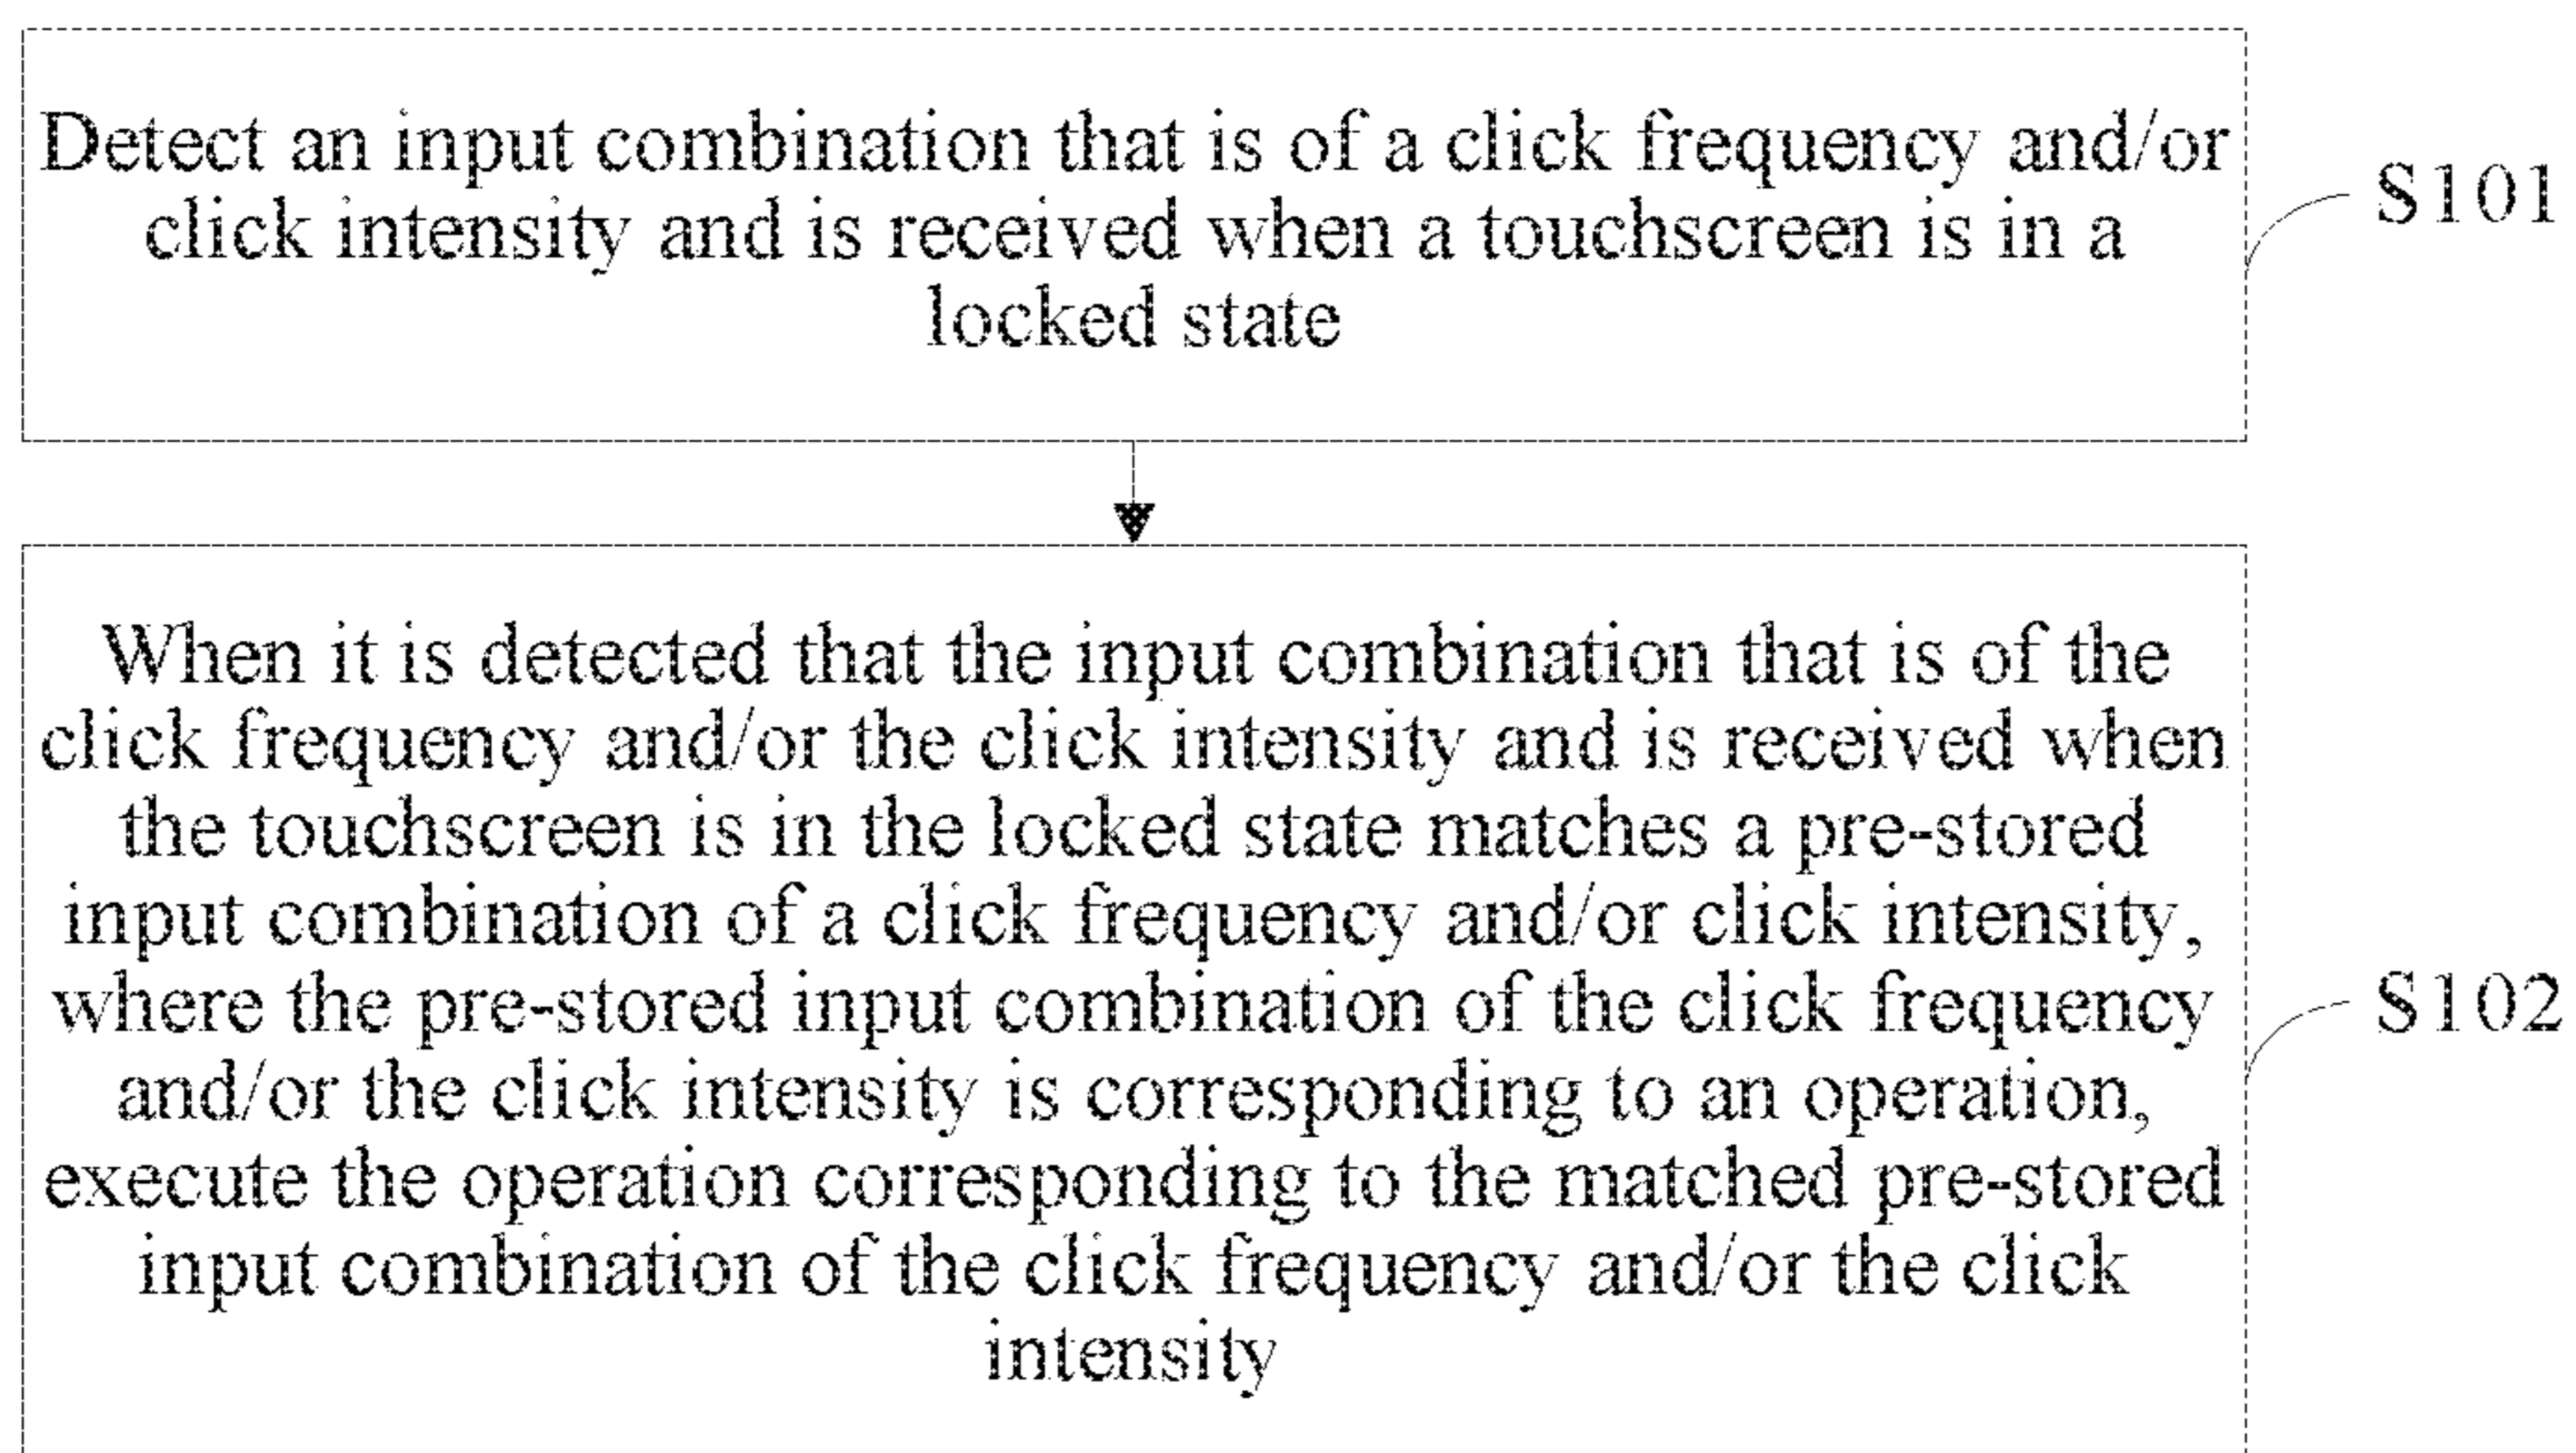 Detect an input combination that is of a click frequency and/or
click intensity and is received when a touchscreen is in a
locked state
S101
When it is detected that the input combination that is of the
click frequency and/or the click intensity and is received when
the touchscreen is in the locked state matches a pre-stored
input combination of a click frequency and/or click intensity,
where the pre-stored input combination of the click frequency
and/or the click intensity is corresponding to an operation,
execute the operation corresponding to the matched pre-stored
input combination of the click frequency and/or the click
intensity
S102